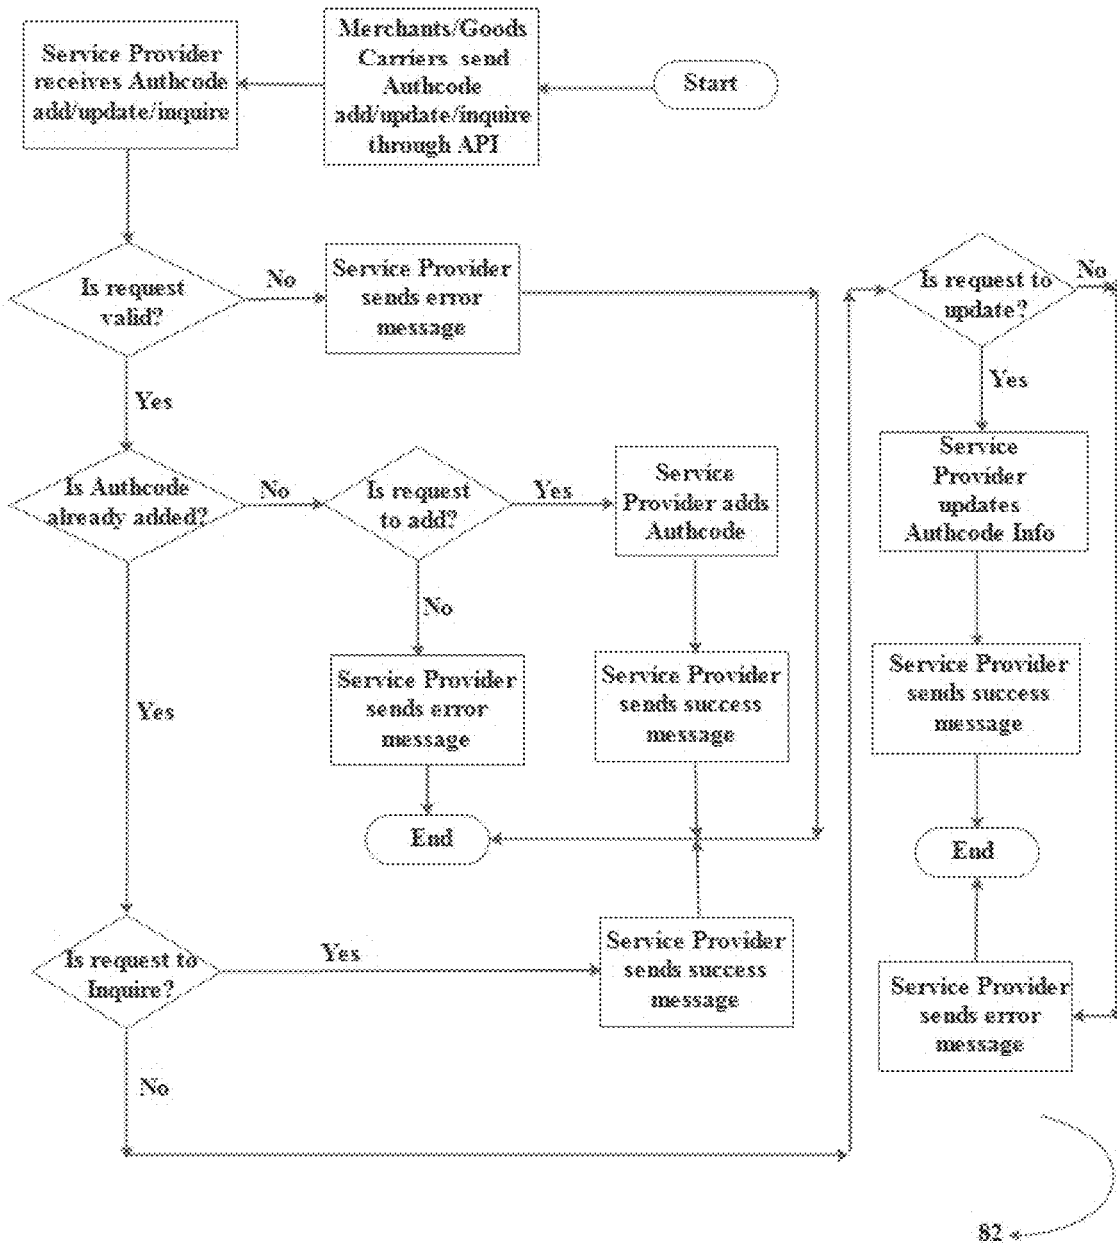 Start
Merchants/Goods
Carriers send
Authcode
add/update/inquire
through API
Service Provider
receives Authcode
add/update/inquire
Is request
valid?
No
Service Provider
sends error
message
Yes
Is Authcode
already added?
No
Is request
to add?
Yes
Service
Provider adds
Authcode
Service Provider
sends success
message
No
Service Provider
sends error
message
End
Yes
Is request to
Inquire?
Yes
Service Provider
sends success
message
No
Is request to
update?
No
Yes
Service
Provider
updates
Authcode Info
Service Provider
sends success
message
End
Service Provider
sends error
message
82